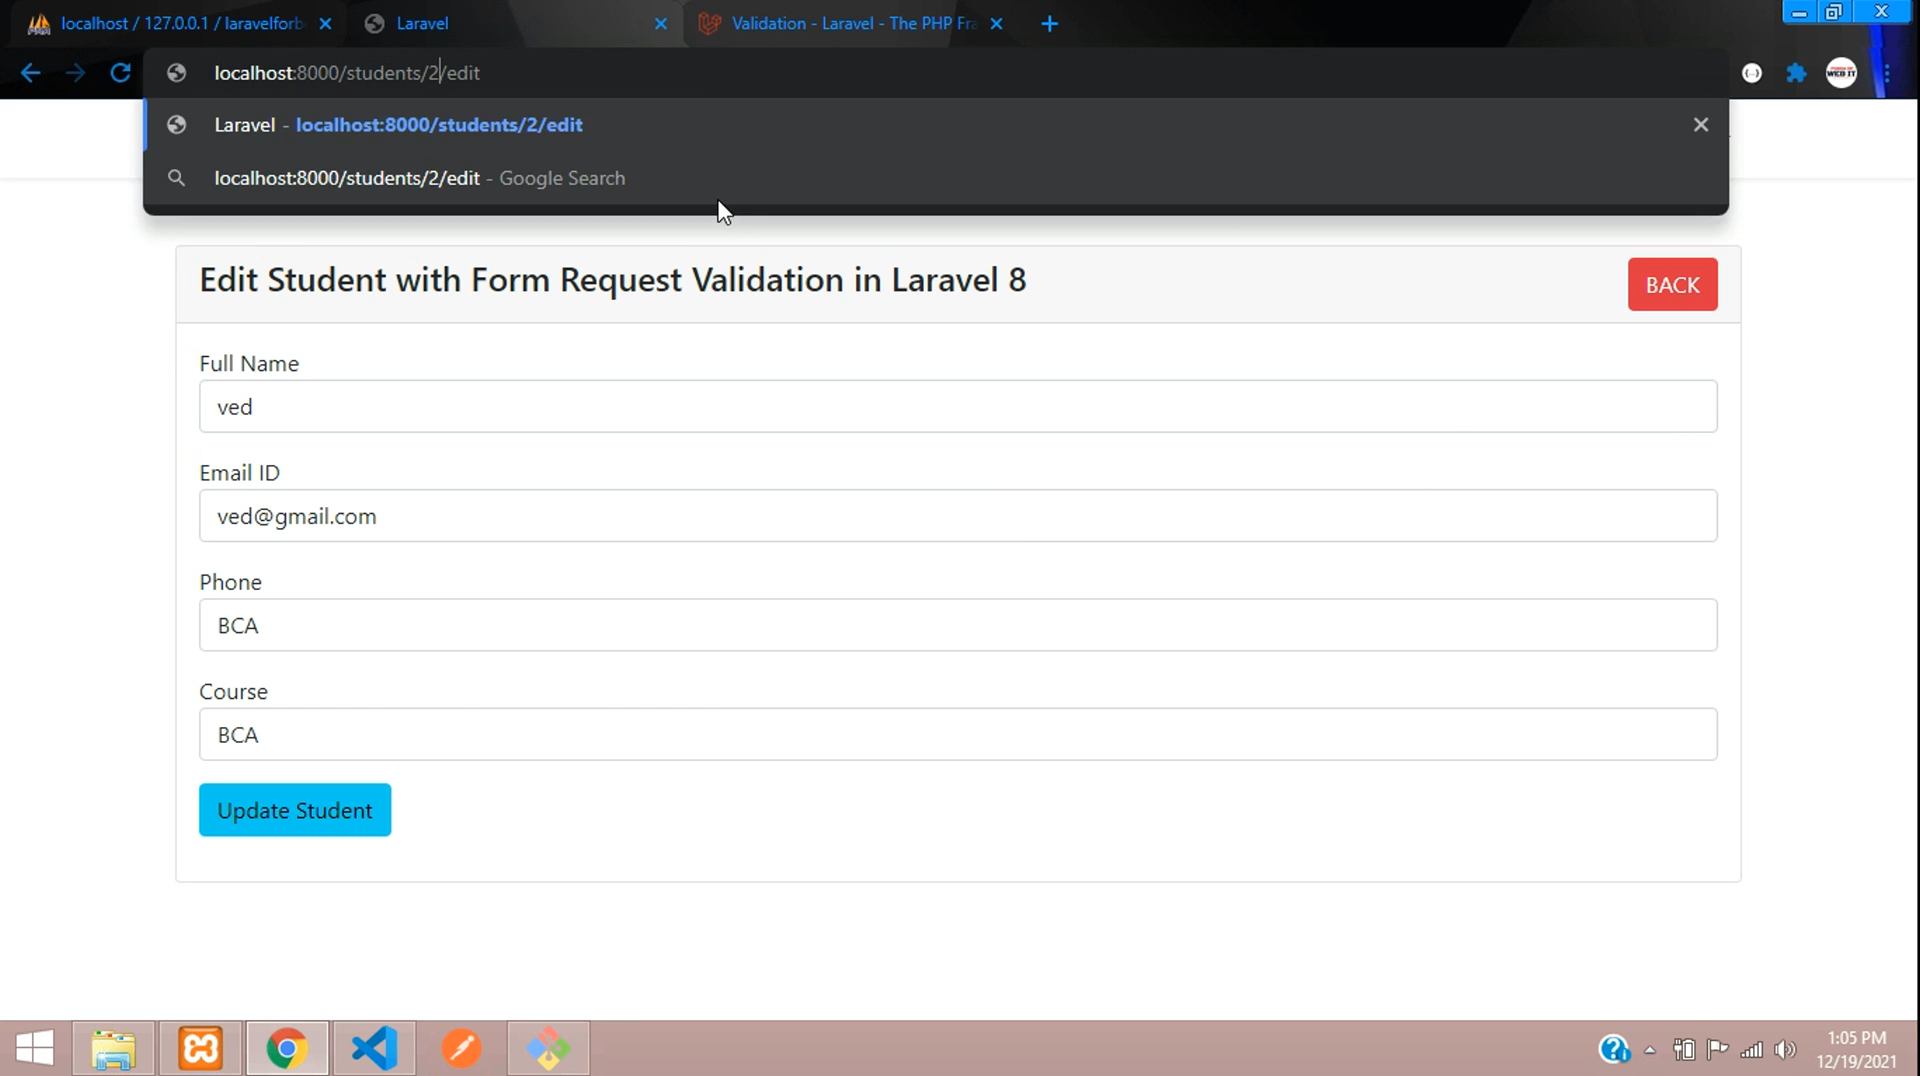 localhost / 127.0.0.1 / laravelforb
Laravel
Validation - Laravel - The PHP Fra
localhost:8000/students/2/edit
Laravel - localhost:8000/students/2/edit
localhost:8000/students/2/edit - Google Search
Edit Student with Form Request Validation in Laravel 8
BACK
Full Name
ved
Email ID
ved@gmail.com
Phone
BCA
Course
BCA
Update Student
1:05 PM
12/19/2021